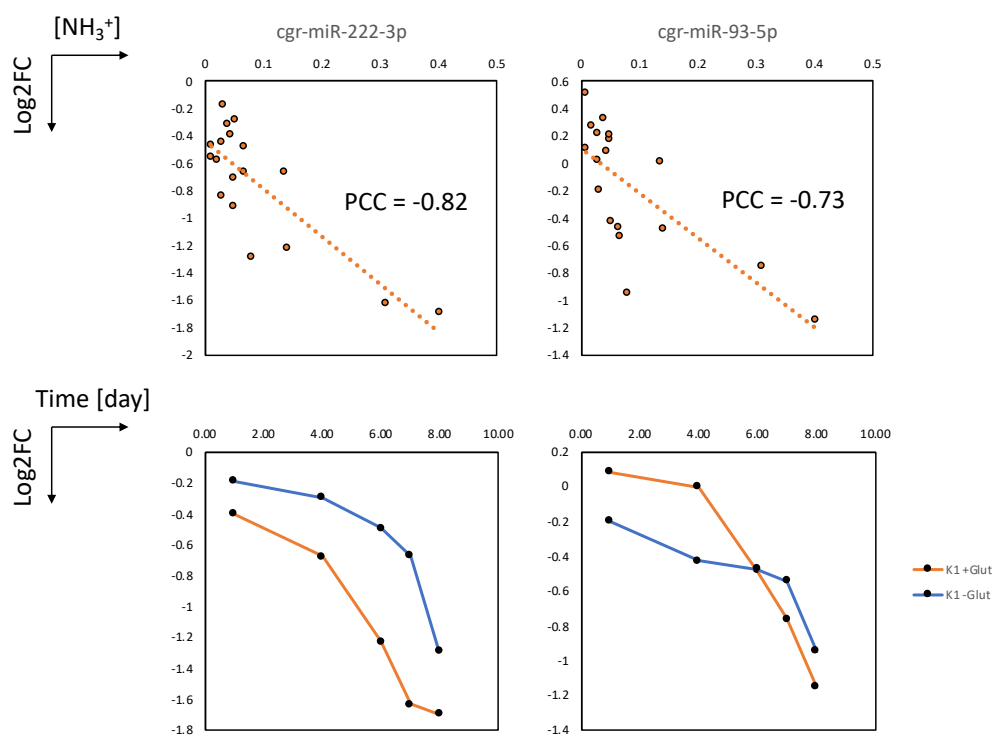 [NH₃⁺]
Log2FC
cgr-miR-222-3p
0 0.1 0.2 0.3 0.4 0.5
0
-0.2
-0.4
-0.6
-0.8
-1
-1.2
-1.4
-1.6
-1.8
-2
PCC = -0.82
cgr-miR-93-5p
0 0.1 0.2 0.3 0.4 0.5
0.6
0.4
0.2
0
-0.2
-0.4
-0.6
-0.8
-1
-1.2
-1.4
PCC = -0.73
Time [day]
Log2FC
0.00 2.00 4.00 6.00 8.00 10.00
0
-0.2
-0.4
-0.6
-0.8
-1
-1.2
-1.4
-1.6
-1.8
0.00 2.00 4.00 6.00 8.00 10.00
0.2
0
-0.2
-0.4
-0.6
-0.8
-1
-1.2
-1.4
K1+Glut
K1-Glut